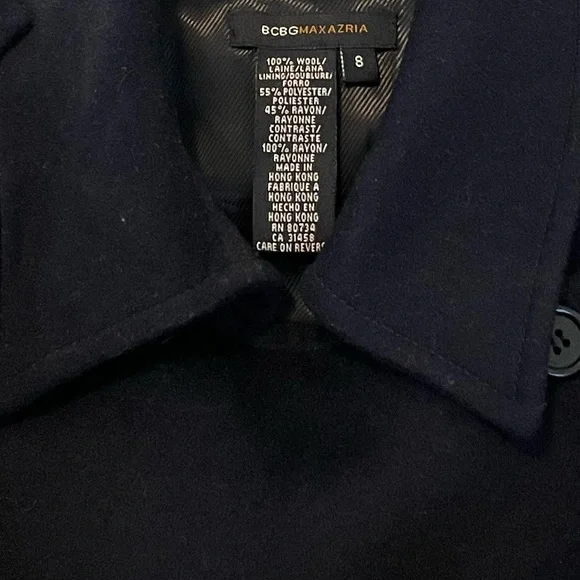 BCBGMAXAZRIA
8
100% WOOL/
LAINE/LANA
LINING/DOUBLURE/
FORRO
55% POLYESTER/
POLIESTER
45% RAYON/
RAYONNE
CONTRAST/
CONTRASTE
100% RAYON/
RAYONNE
MADE IN
HONG KONG
FABRIQUE A
HONG KONG
HECHO EN
HONG KONG
RN 80734
CA 31458
CARE ON REVERS